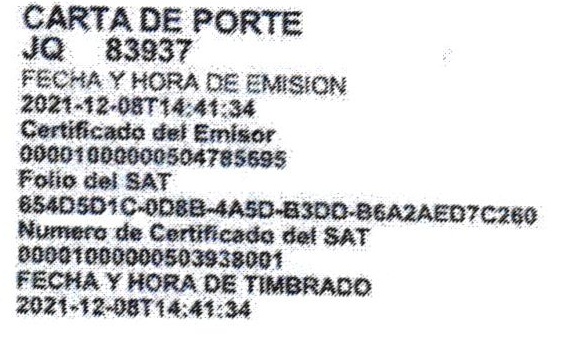 CARTA DE PORTE
JQ 83937
FECHA Y HORA DE EMISION
2021-12-08T14:41:34
Certificado del Emisor
00001000000504785695
Folio del SAT
654D5D1C-0D8B-4A5D-B3DD-B6A2AED7C260
Numero de Certificado del SAT
00001000000503938001
FECHA Y HORA DE TIMBRADO
2021-12-08T14:41:34